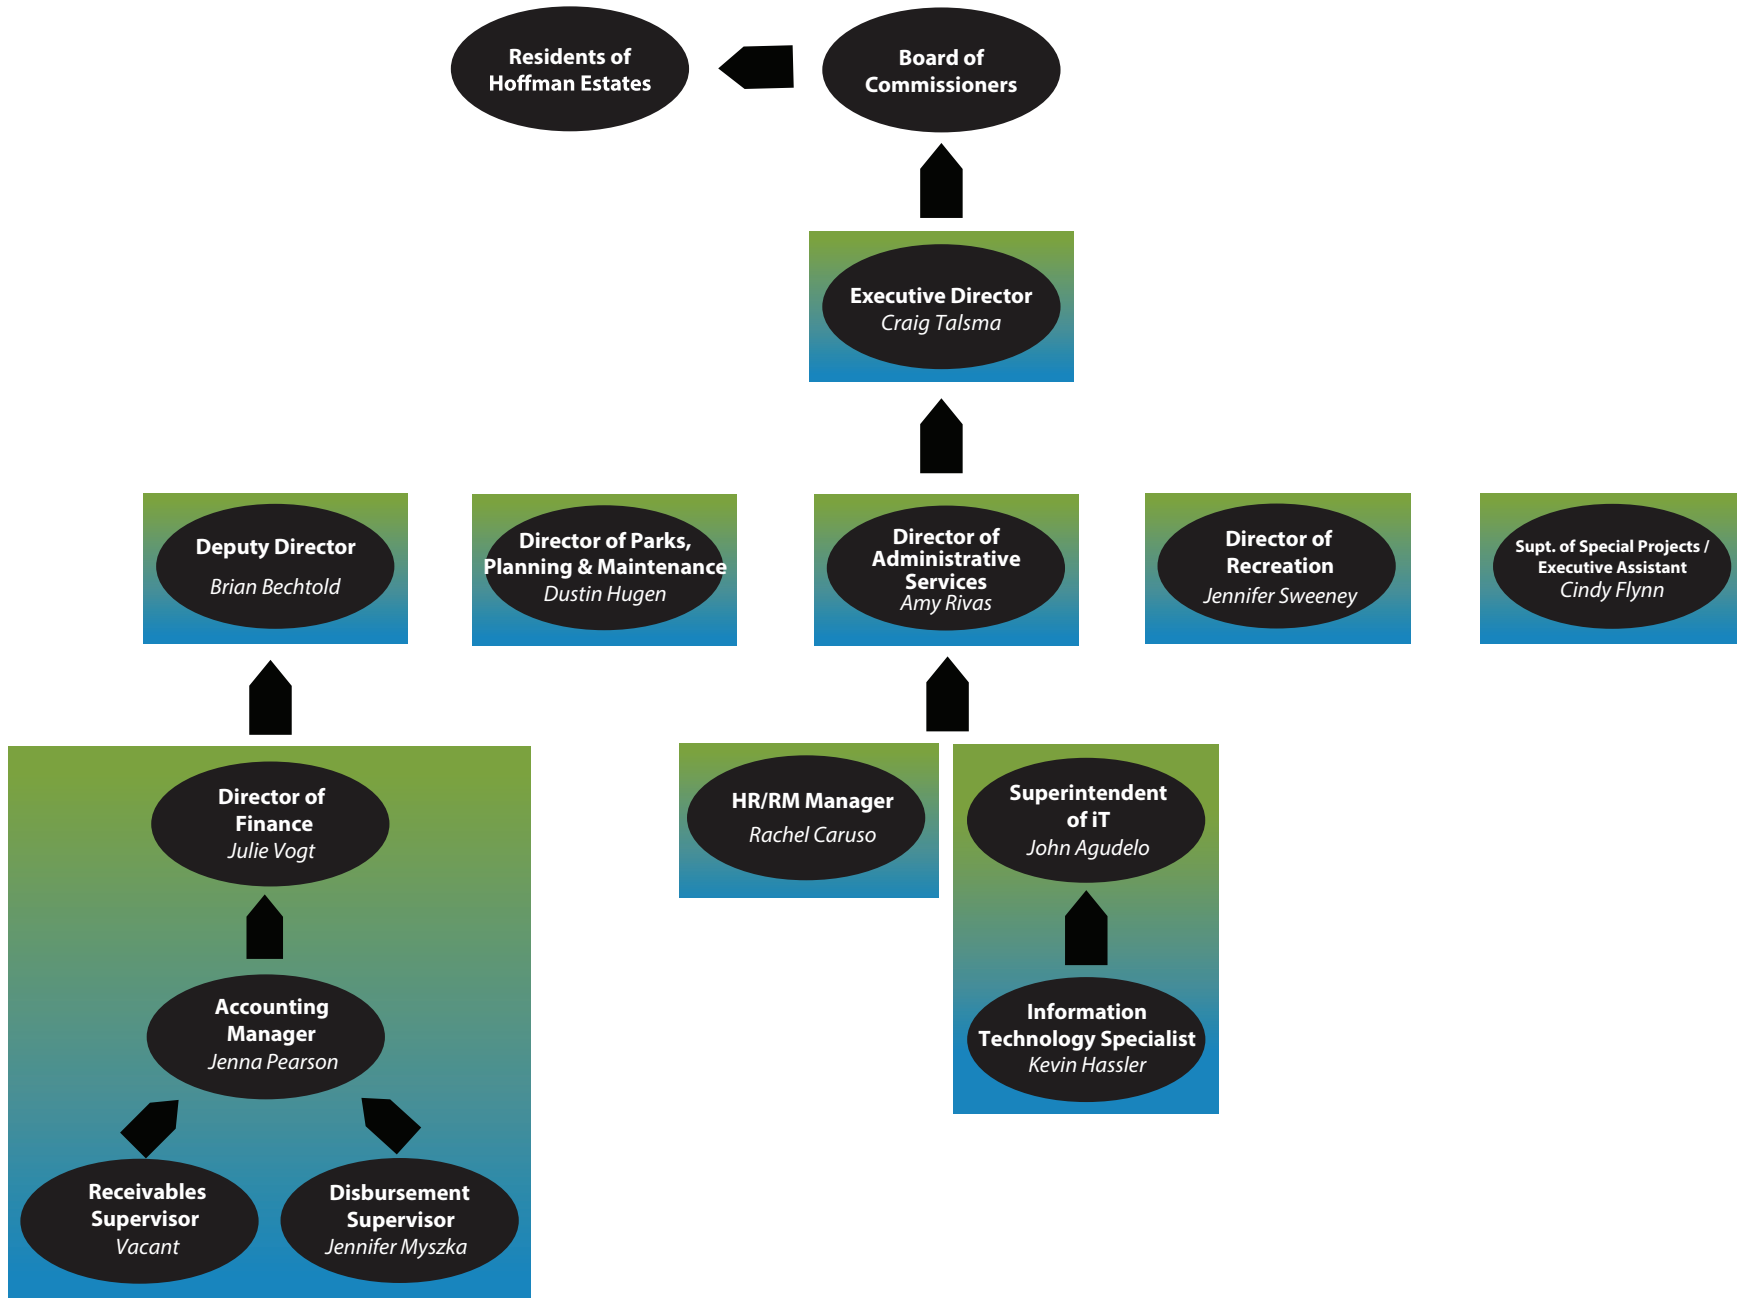 Residents of
Hoffman Estates
Board of
Commissioners
Executive Director
Craig Talsma
Deputy Director
Brian Bechtold
Director of Parks,
Planning & Maintenance
Dustin Hugen
Director of
Administrative
Services
Amy Rivas
Director of
Recreation
Jennifer Sweeney
Supt. of Special Projects /
Executive Assistant
Cindy Flynn
Director of
Finance
Julie Vogt
HR/RM Manager
Rachel Caruso
Superintendent
of iT
John Agudelo
Accounting
Manager
Jenna Pearson
Information
Technology Specialist
Kevin Hassler
Receivables
Supervisor
Vacant
Disbursement
Supervisor
Jennifer Myszka